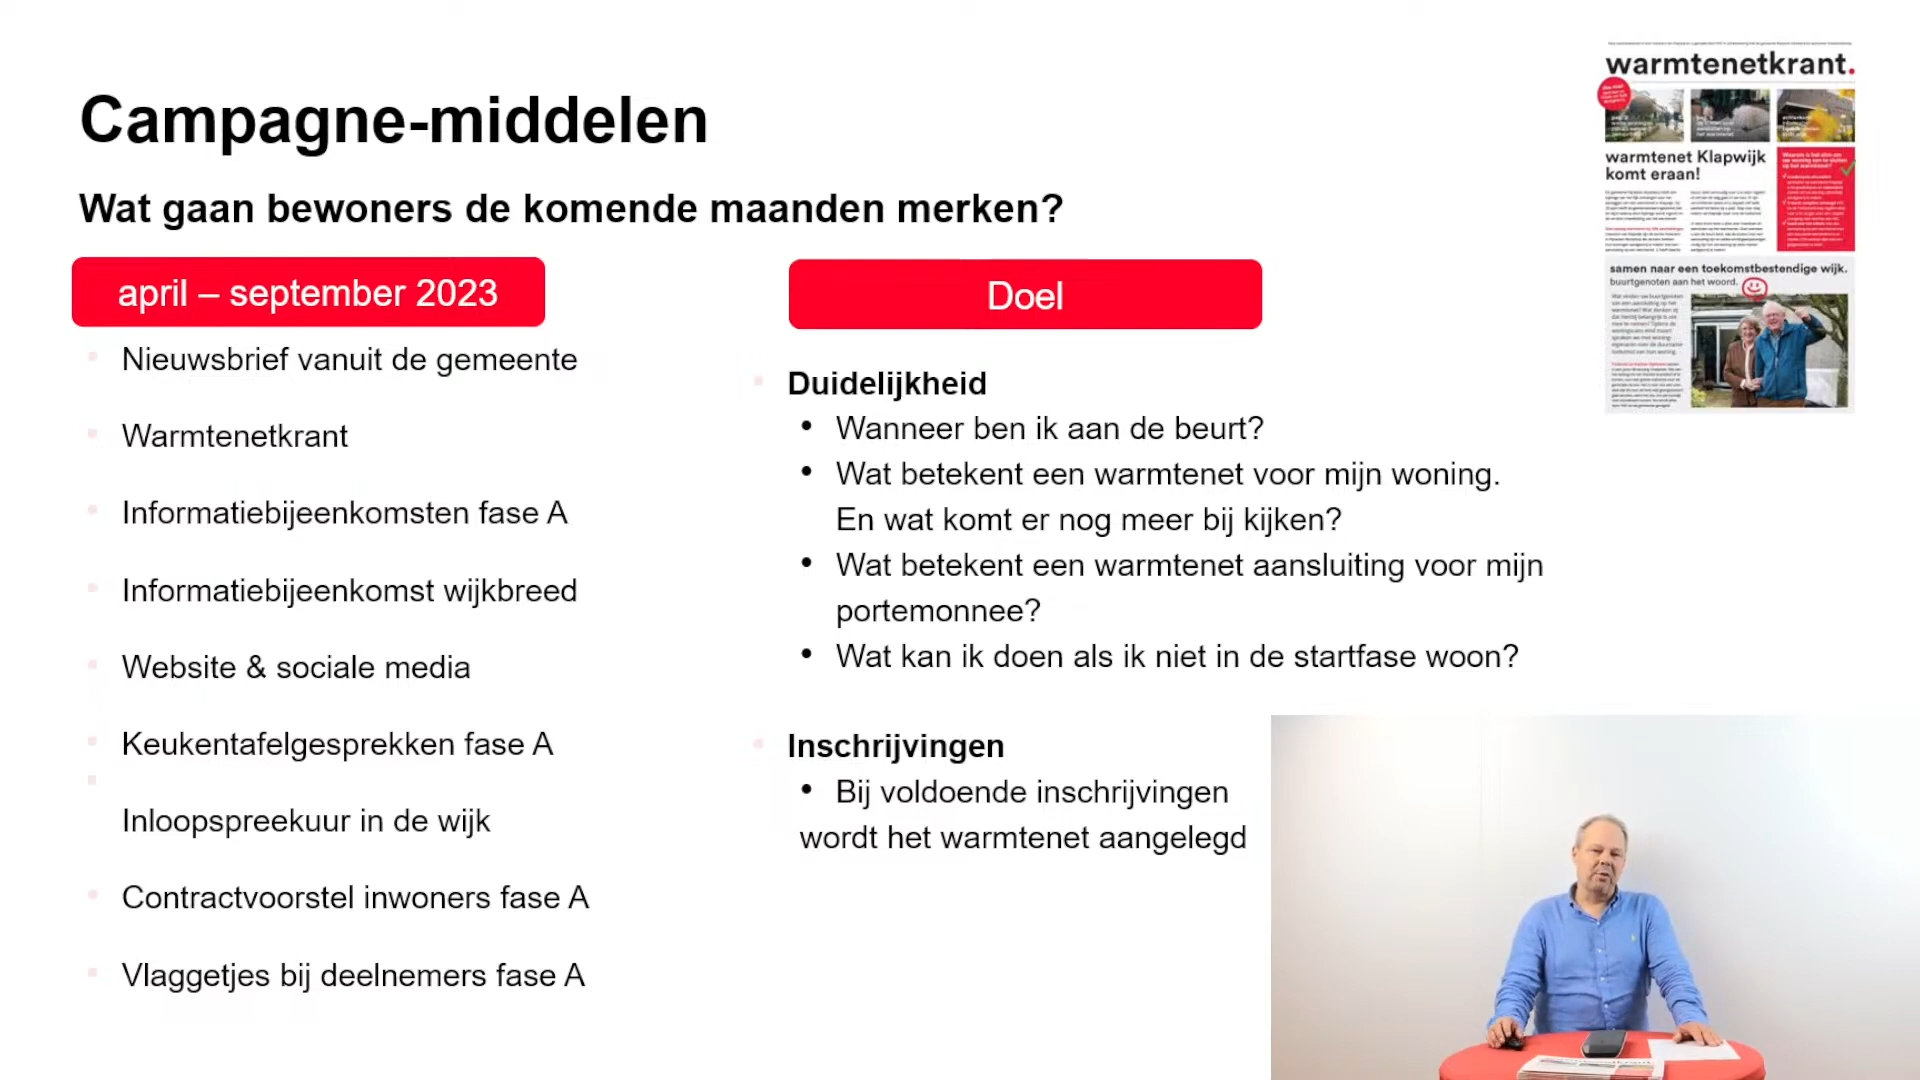 Campagne-middelen
Wat gaan bewoners de komende maanden merken?
april – september 2023
Nieuwsbrief vanuit de gemeente
Warmtenetkrant
Informatiebijeenkomsten fase A
Informatiebijeenkomst wijkbreed
Website & sociale media
Keukentafelgesprekken fase A
Inloopspreekuur in de wijk
Contractvoorstel inwoners fase A
Vlaggetjes bij deelnemers fase A
Doel
Duidelijkheid
• Wanneer ben ik aan de beurt?
• Wat betekent een warmtenet voor mijn woning.
En wat komt er nog meer bij kijken?
• Wat betekent een warmtenet aansluiting voor mijn
portemonnee?
• Wat kan ik doen als ik niet in de startfase woon?
Inschrijvingen
• Bij voldoende inschrijvingen
wordt het warmtenet aangelegd
warmtenetkrant.
warmtenet Klapwijk
komt eraan!
samen naar een toekomstbestendige wijk.
buurtgenoten aan het woord.